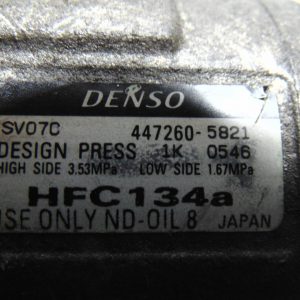 DENSO
SV07C 447260-5821
DESIGN PRESS 1K 0546
HIGH SIDE 3.53MPa LOW SIDE 1.67MPa
HFC134a
USE ONLY ND-OIL 8 JAPAN